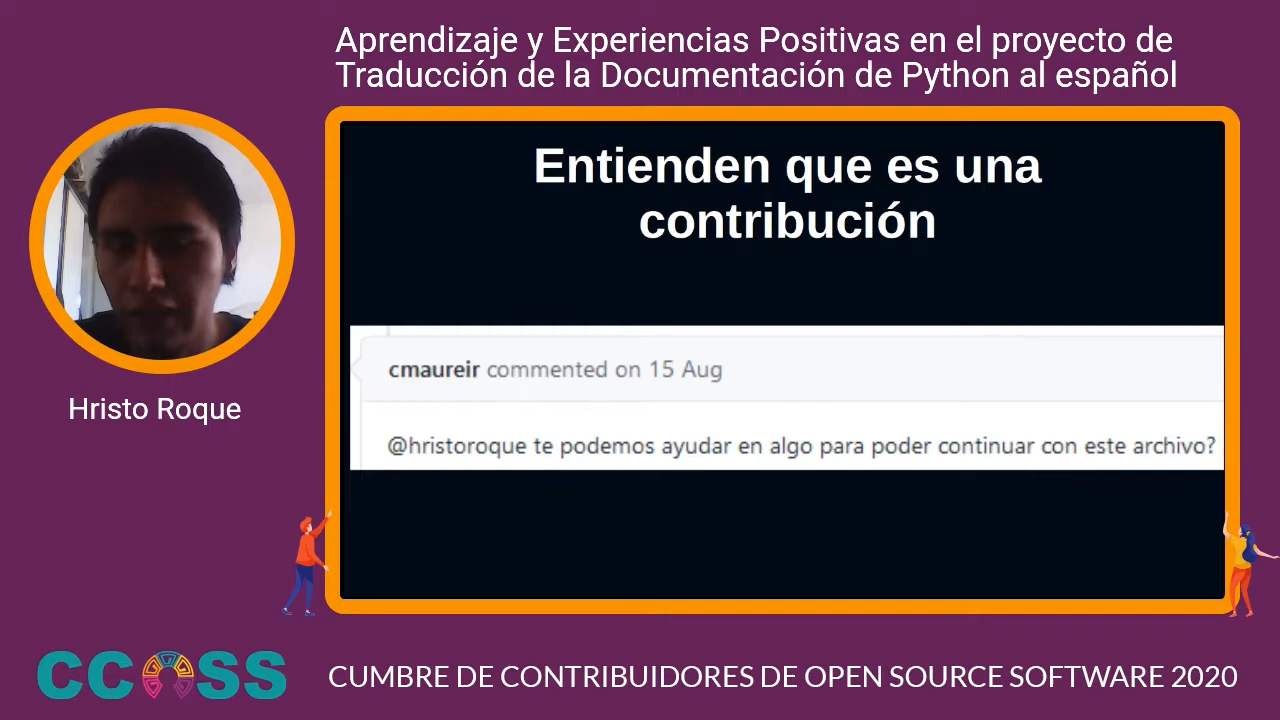 Aprendizaje y Experiencias Positivas en el proyecto de
Traducción de la Documentación de Python al español
Entienden que es una
contribución
cmaureir commented on 15 Aug
@hristoroque te podemos ayudar en algo para poder continuar con este archivo?
Hristo Roque
CCOSS
CUMBRE DE CONTRIBUIDORES DE OPEN SOURCE SOFTWARE 2020